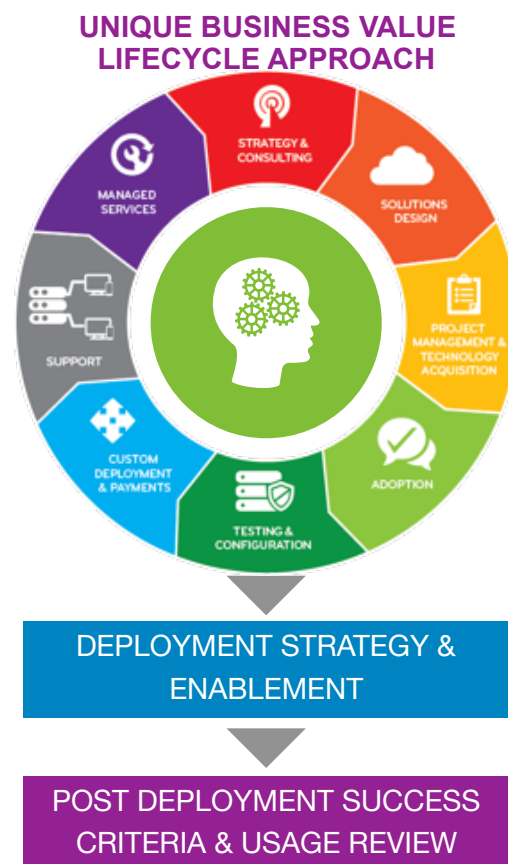 UNIQUE BUSINESS VALUE
LIFECYCLE APPROACH
STRATEGY &
CONSULTING
SOLUTIONS
DESIGN
PROJECT
MANAGEMENT &
TECHNOLOGY
ACQUISITION
ADOPTION
TESTING &
CONFIGURATION
CUSTOM
DEPLOYMENT
& PAYMENTS
SUPPORT
MANAGED
SERVICES
DEPLOYMENT STRATEGY &
ENABLEMENT
POST DEPLOYMENT SUCCESS
CRITERIA & USAGE REVIEW